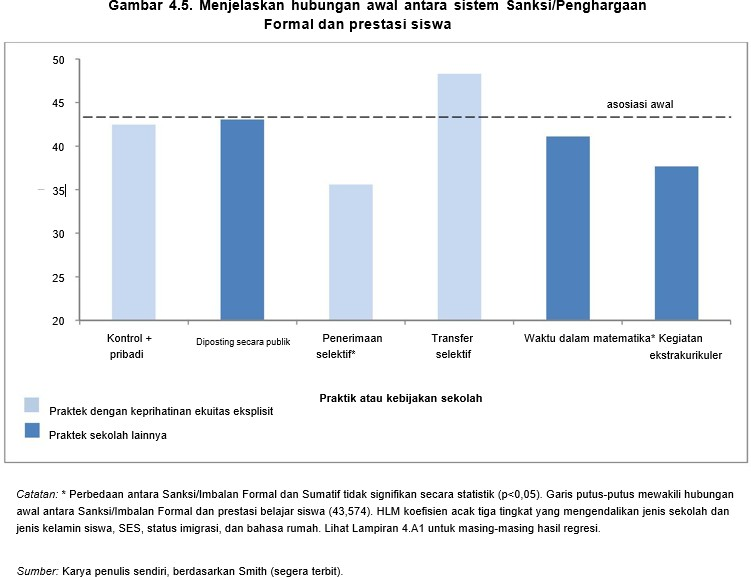 Gambar 4.5. Menjelaskan hubungan awal antara sistem Sanksi/Penghargaan
Formal dan prestasi siswa
50
45
40
35
30
25
20
asosiasi awal
Kontrol +
pribadi
Diposting secara publik
Penerimaan
selektif*
Transfer
selektif
Waktu dalam matematika* Kegiatan
ekstrakurikuler
Praktik atau kebijakan sekolah
Praktek dengan keprihatinan ekuitas eksplisit
Praktek sekolah lainnya
Catatan: * Perbedaan antara Sanksi/Imbalan Formal dan Sumatif tidak signifikan secara statistik (p<0,05). Garis putus-putus mewakili hubungan
awal antara Sanksi/Imbalan Formal dan prestasi belajar siswa (43,574). HLM koefisien acak tiga tingkat yang mengendalikan jenis sekolah dan
jenis kelamin siswa, SES, status imigrasi, dan bahasa rumah. Lihat Lampiran 4.A1 untuk masing-masing hasil regresi.
Sumber: Karya penulis sendiri, berdasarkan Smith (segera terbit).